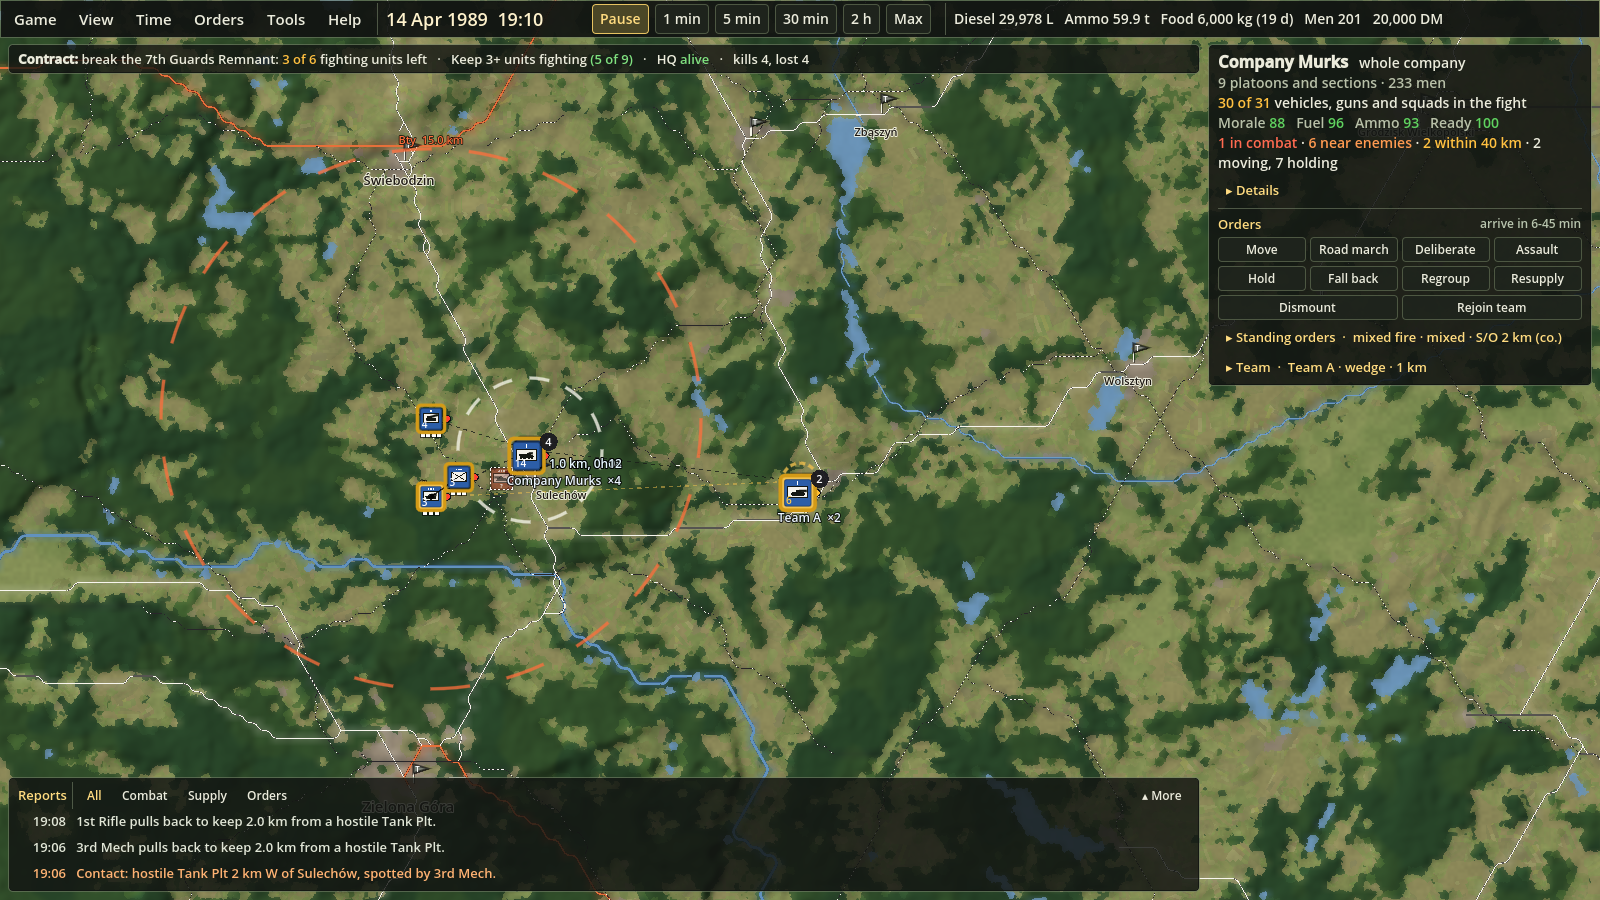 Game View Time Orders Tools Help 14 Apr 1989 19:10 Pause 1 min 5 min 30 min 2 h Max Diesel 29,978 L Ammo 59.9 t Food 6,000 kg (19 d) Men 201 20,000 DM
Contract: break the 7th Guards Remnant: 3 of 6 fighting units left · Keep 3+ units fighting (5 of 9) · HQ alive · kills 4, lost 4
Company Murks whole company
9 platoons and sections · 233 men
30 of 31 vehicles, guns and squads in the fight
Morale 88 Fuel 96 Ammo 93 Ready 100
1 in combat · 6 near enemies · 2 within 40 km · 2
moving, 7 holding
▸ Details
Orders arrive in 6-45 min
Move Road march Deliberate Assault
Hold Fall back Regroup Resupply
Dismount Rejoin team
▸ Standing orders · mixed fire · mixed · S/O 2 km (co.)
▸ Team · Team A · wedge · 1 km
Zbąszyń
Bty 15.0 km
Świebodzin
Wolsztyn
4
4
14
1.0 km, 0h12
3
Company Murks ×4
Sulechów
2
6
Team A ×2
Zielona Góra
Reports All Combat Supply Orders ▴ More
19:08 1st Rifle pulls back to keep 2.0 km from a hostile Tank Plt.
19:06 3rd Mech pulls back to keep 2.0 km from a hostile Tank Plt.
19:06 Contact: hostile Tank Plt 2 km W of Sulechów, spotted by 3rd Mech.